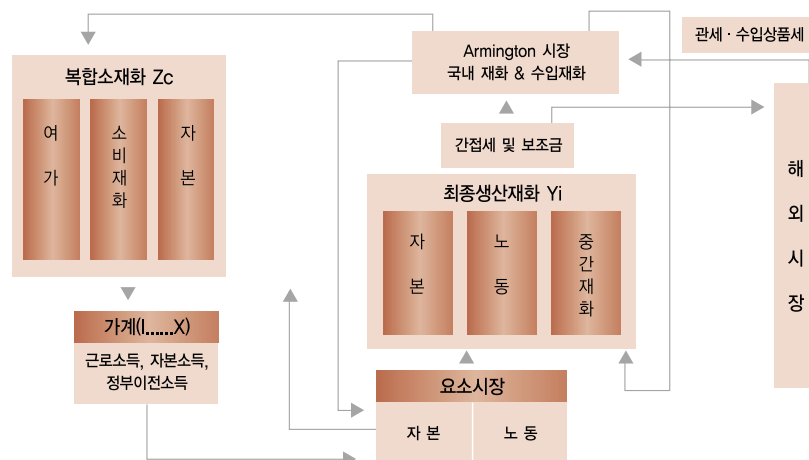 관세 · 수입상품세
Armington 시장
국내 재화 & 수입재화
복합소재화 Zc
여가
소비재화
자본
간접세 및 보조금
최종생산재화 Yi
자본
노동
중간재화
해외시장
가계(I......X)
근로소득, 자본소득,
정부이전소득
요소시장
자 본
노 동